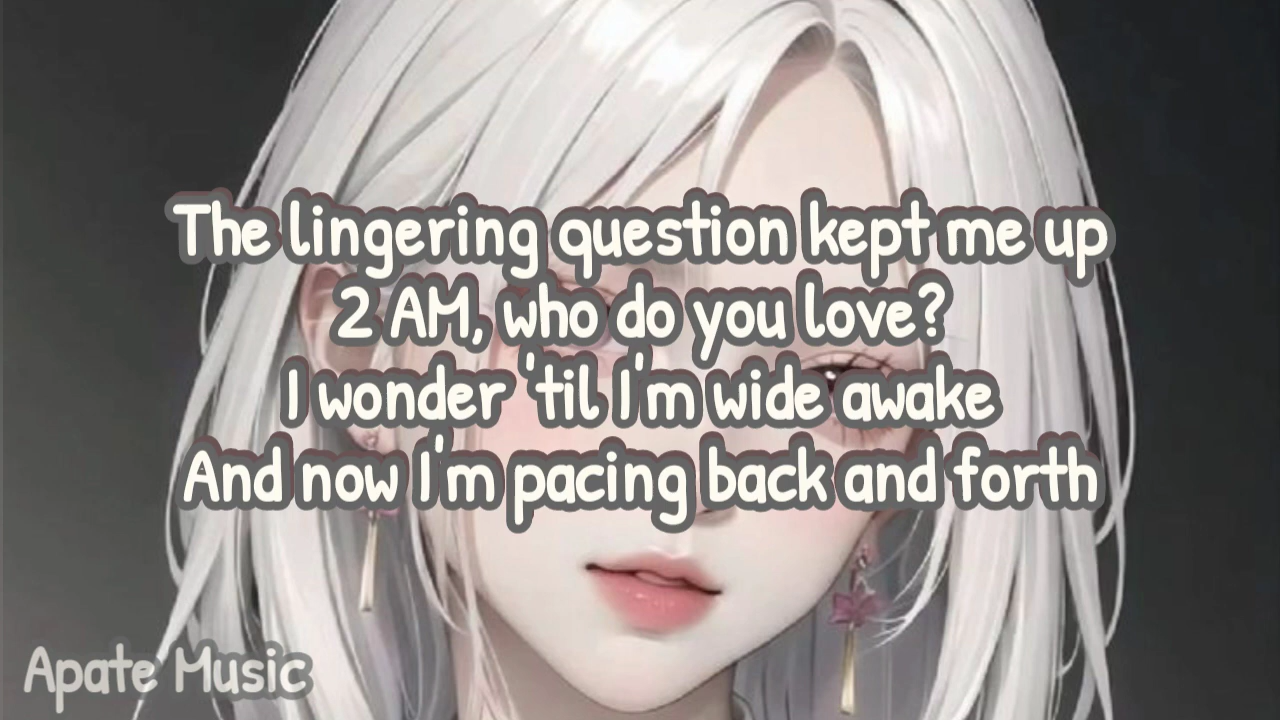 The lingering question kept me up
2 AM, who do you love?
I wonder 'til I'm wide awake
And now I'm pacing back and forth
Apate Music